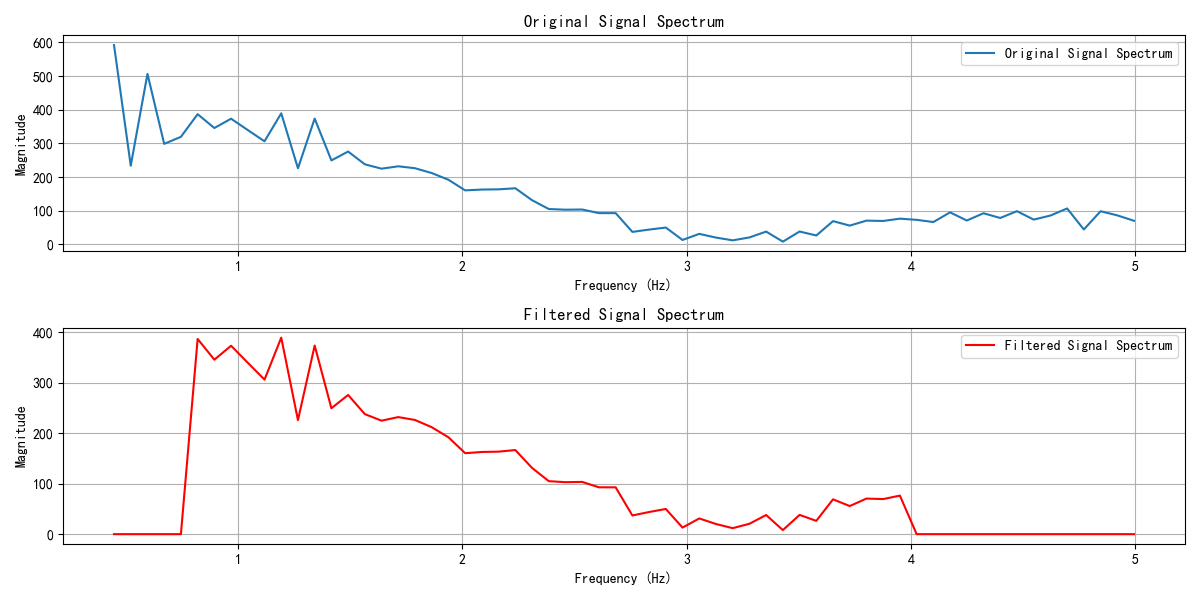 Original Signal Spectrum
600
500
400
300
200
100
0
Magnitude
Original Signal Spectrum
1 2 3 4 5
Frequency (Hz)
Filtered Signal Spectrum
400
300
200
100
0
Magnitude
Filtered Signal Spectrum
1 2 3 4 5
Frequency (Hz)